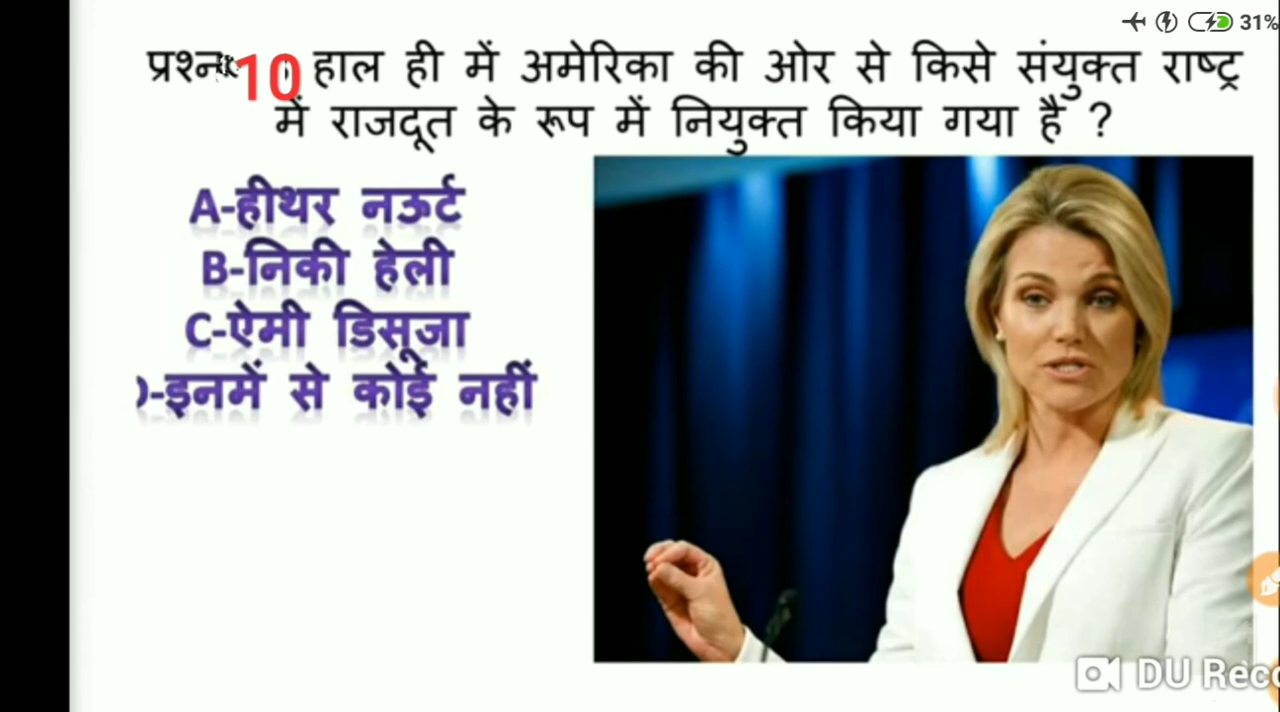 31%
प्रश्न 10 हाल ही में अमेरिका की ओर से किसे संयुक्त राष्ट्र
में राजदूत के रूप में नियुक्त किया गया है ?
A-हीथर नऊर्ट
B-निकी हेली
C-ऐमी डिसूजा
-इनमें से कोई नहीं
DU Rec